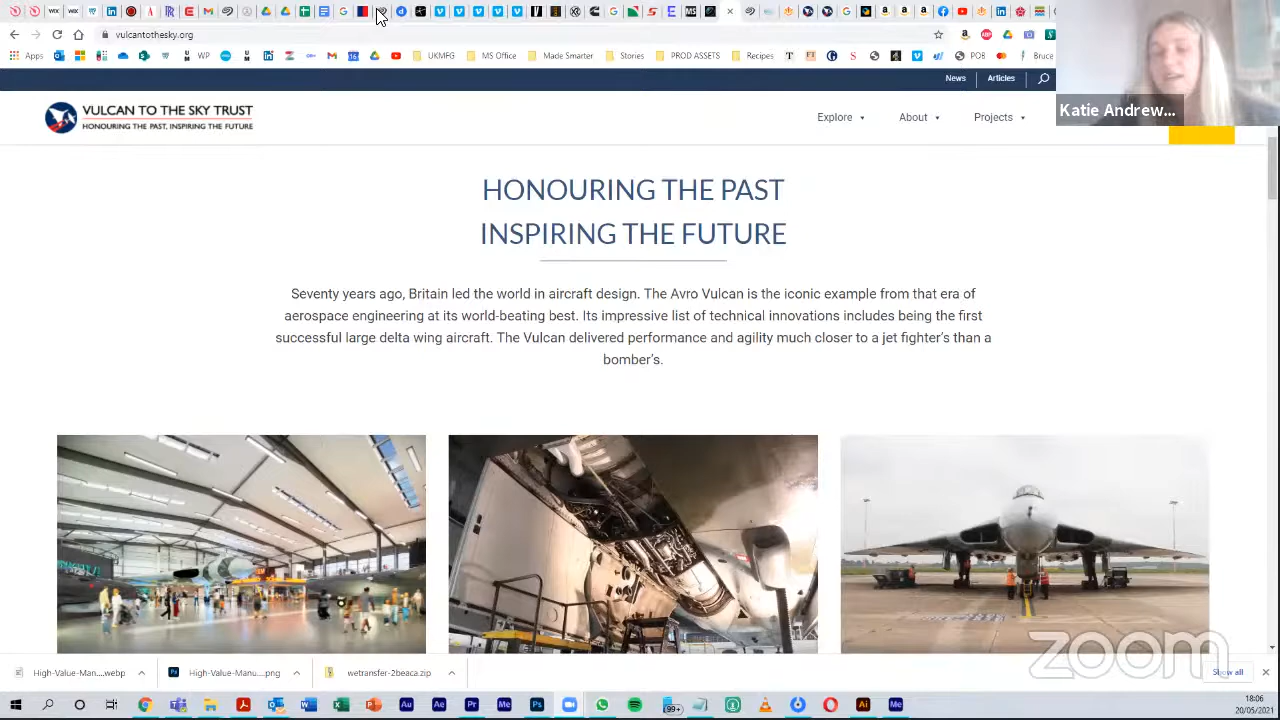 vulcantothesky.org
Apps
WP
UKMFG
MS Office
Made Smarter
Stories
PROD ASSETS
Recipes
POB
Bruce
News
Articles
VULCAN TO THE SKY TRUST
HONOURING THE PAST, INSPIRING THE FUTURE
Explore
About
Projects
Katie Andrew...
HONOURING THE PAST
INSPIRING THE FUTURE
Seventy years ago, Britain led the world in aircraft design. The Avro Vulcan is the iconic example from that era of
aerospace engineering at its world-beating best. Its impressive list of technical innovations includes being the first
successful large delta wing aircraft. The Vulcan delivered performance and agility much closer to a jet fighter's than a
bomber's.
zoom
High-Value-Man....webp
High-Value-Manu....png
wetransfer-2beaca.zip
Show all
99+
18:06
20/05/2021